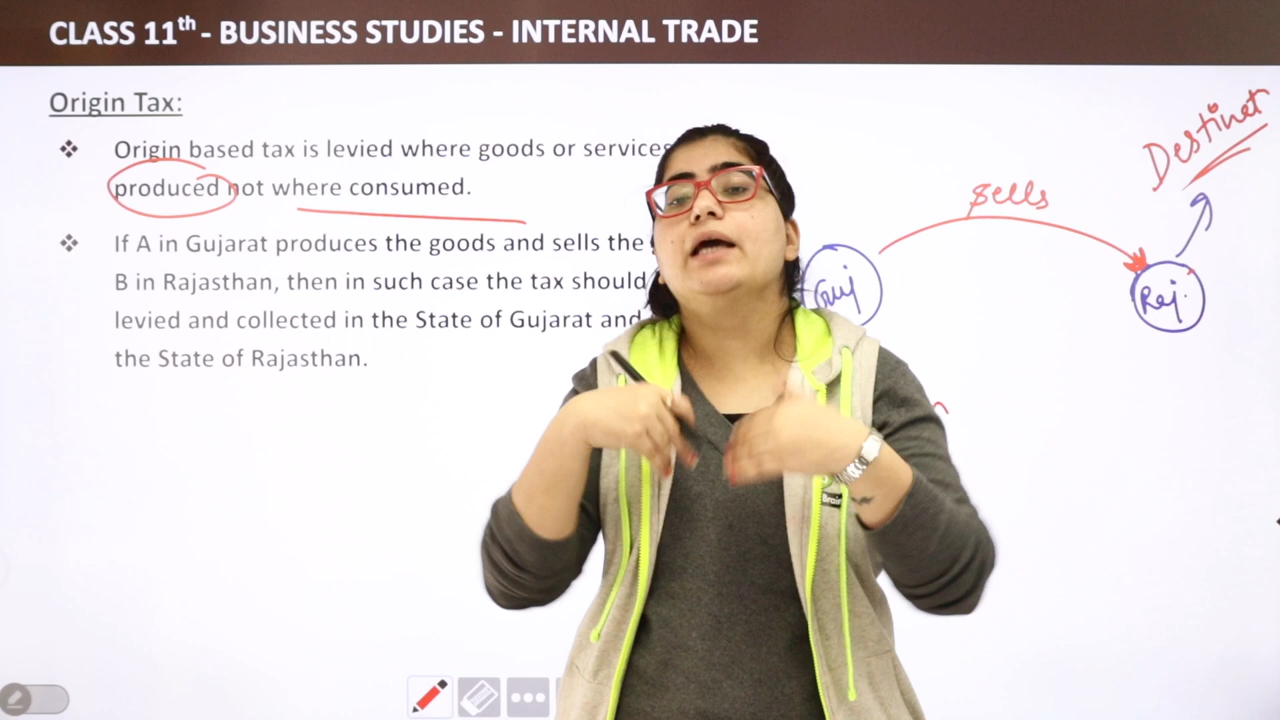 CLASS 11th - BUSINESS STUDIES - INTERNAL TRADE
Origin Tax:
❖ Origin based tax is levied where goods or services
produced not where consumed.
❖ If A in Gujarat produces the goods and sells the
B in Rajasthan, then in such case the tax should
levied and collected in the State of Gujarat and
the State of Rajasthan.
Destinat
sells
Guj
Raj.